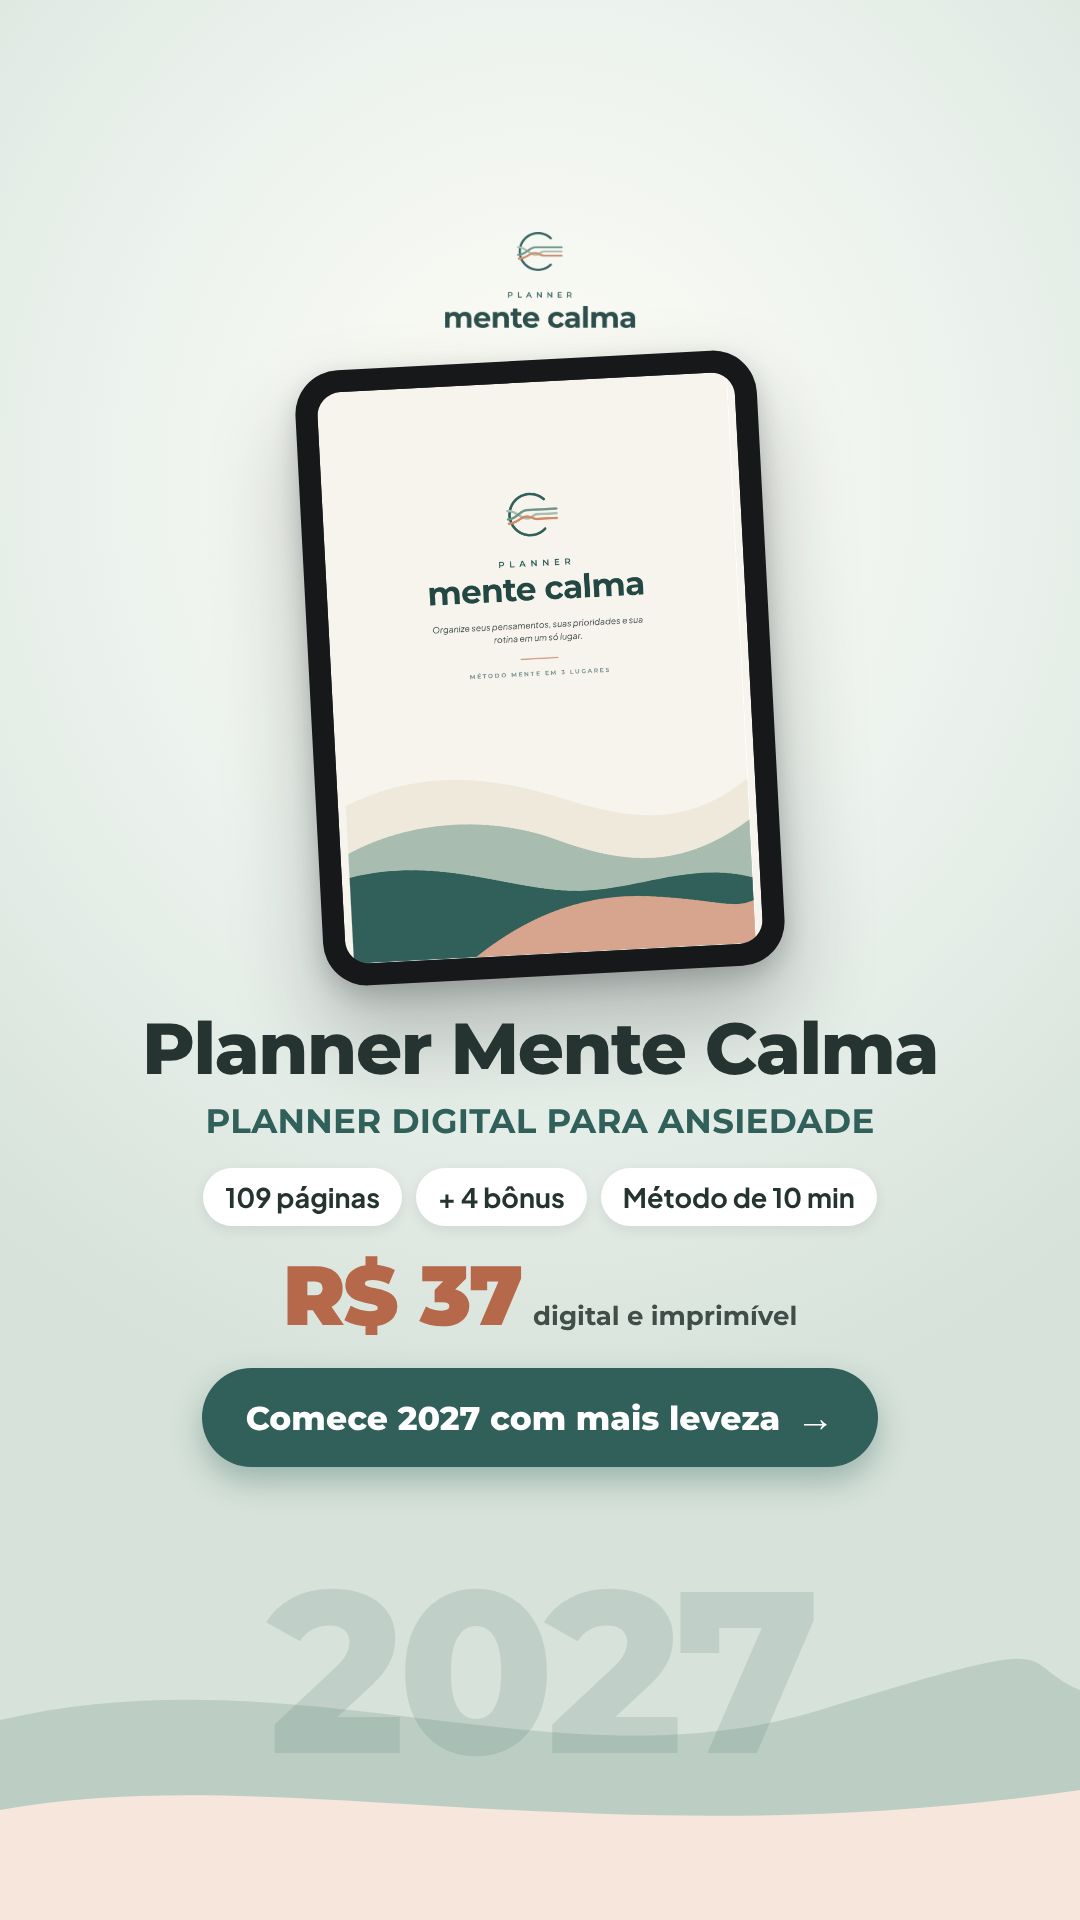 PLANNER
mente calma
PLANNER
mente calma
Organize seus pensamentos, suas prioridades e sua
rotina em um só lugar.
MÉTODO MENTE EM 3 LUGARES
Planner Mente Calma
PLANNER DIGITAL PARA ANSIEDADE
109 páginas
+ 4 bônus
Método de 10 min
R$ 37 digital e imprimível
Comece 2027 com mais leveza →
2027